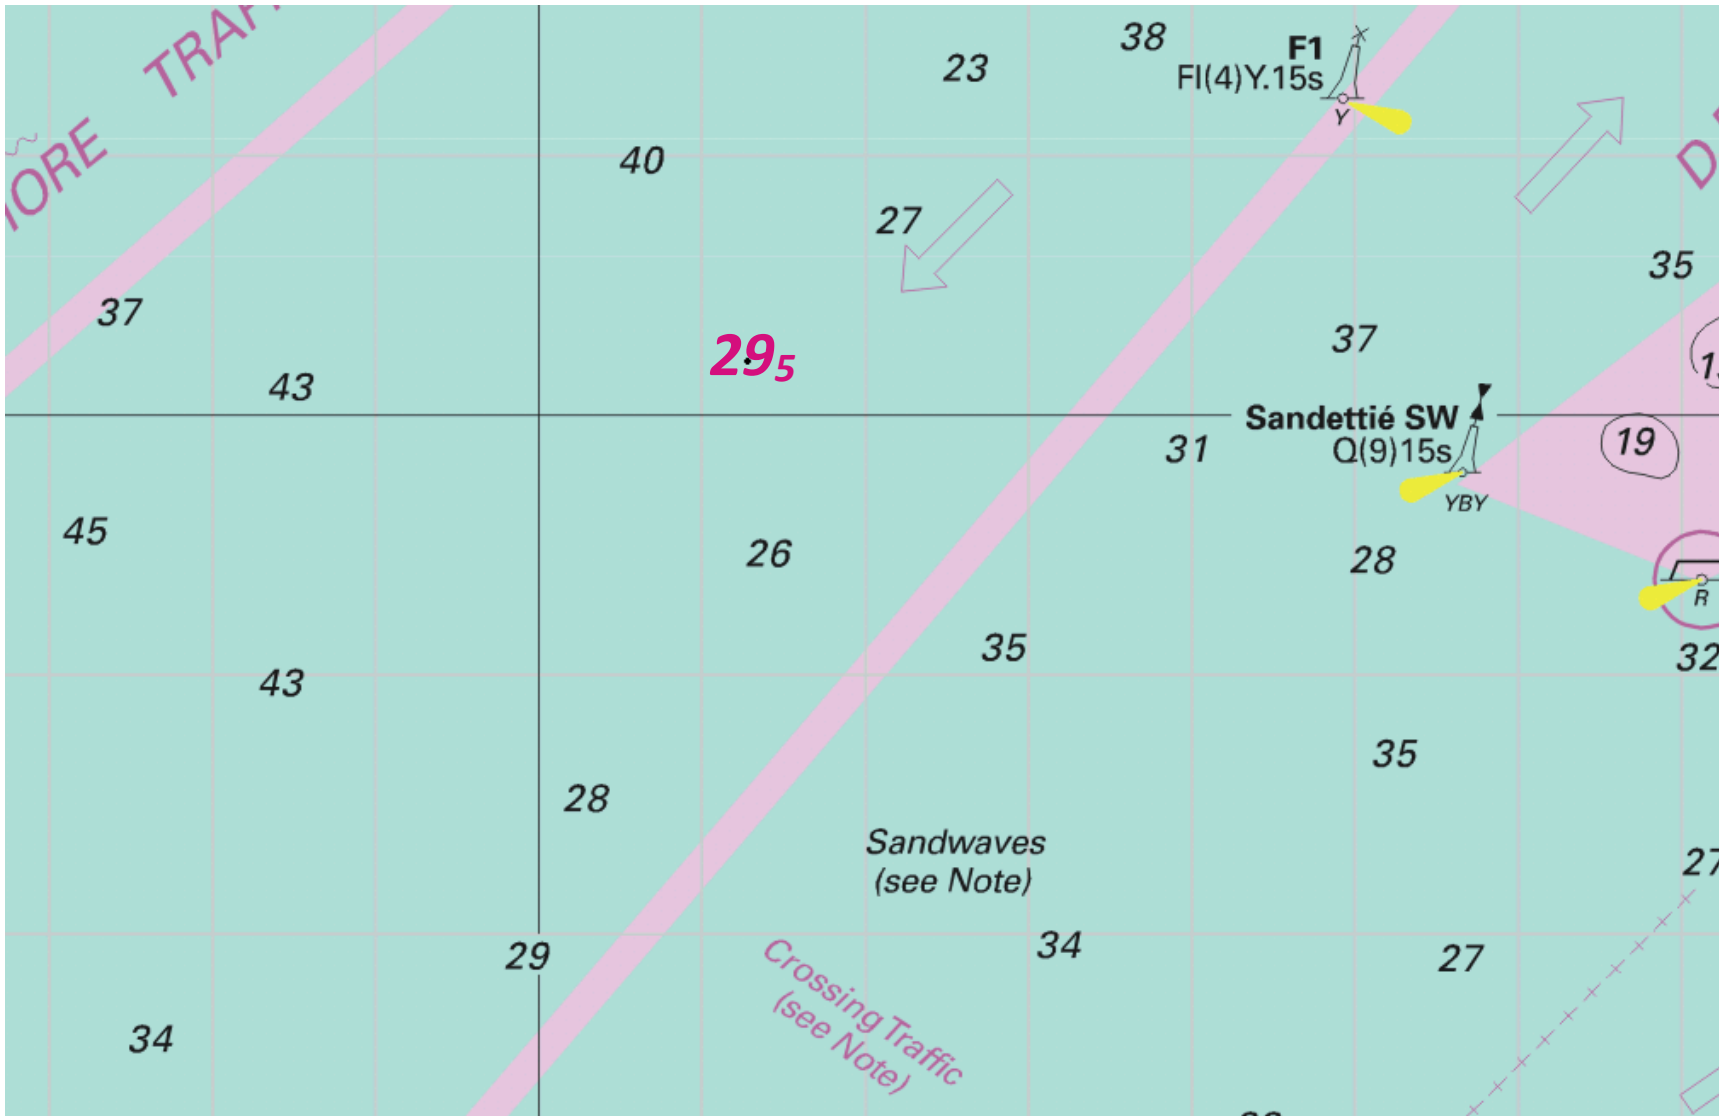 TRAF
38
F1
Fl(4)Y.15s
23
Y
40
27
35
37
37
29₅
43
Sandettié SW
Q(9)15s
31
19
YBY
45
26
28
R
35
32
43
35
28
Sandwaves
(see Note)
27
29
34
27
Crossing Traffic
(see Note)
34